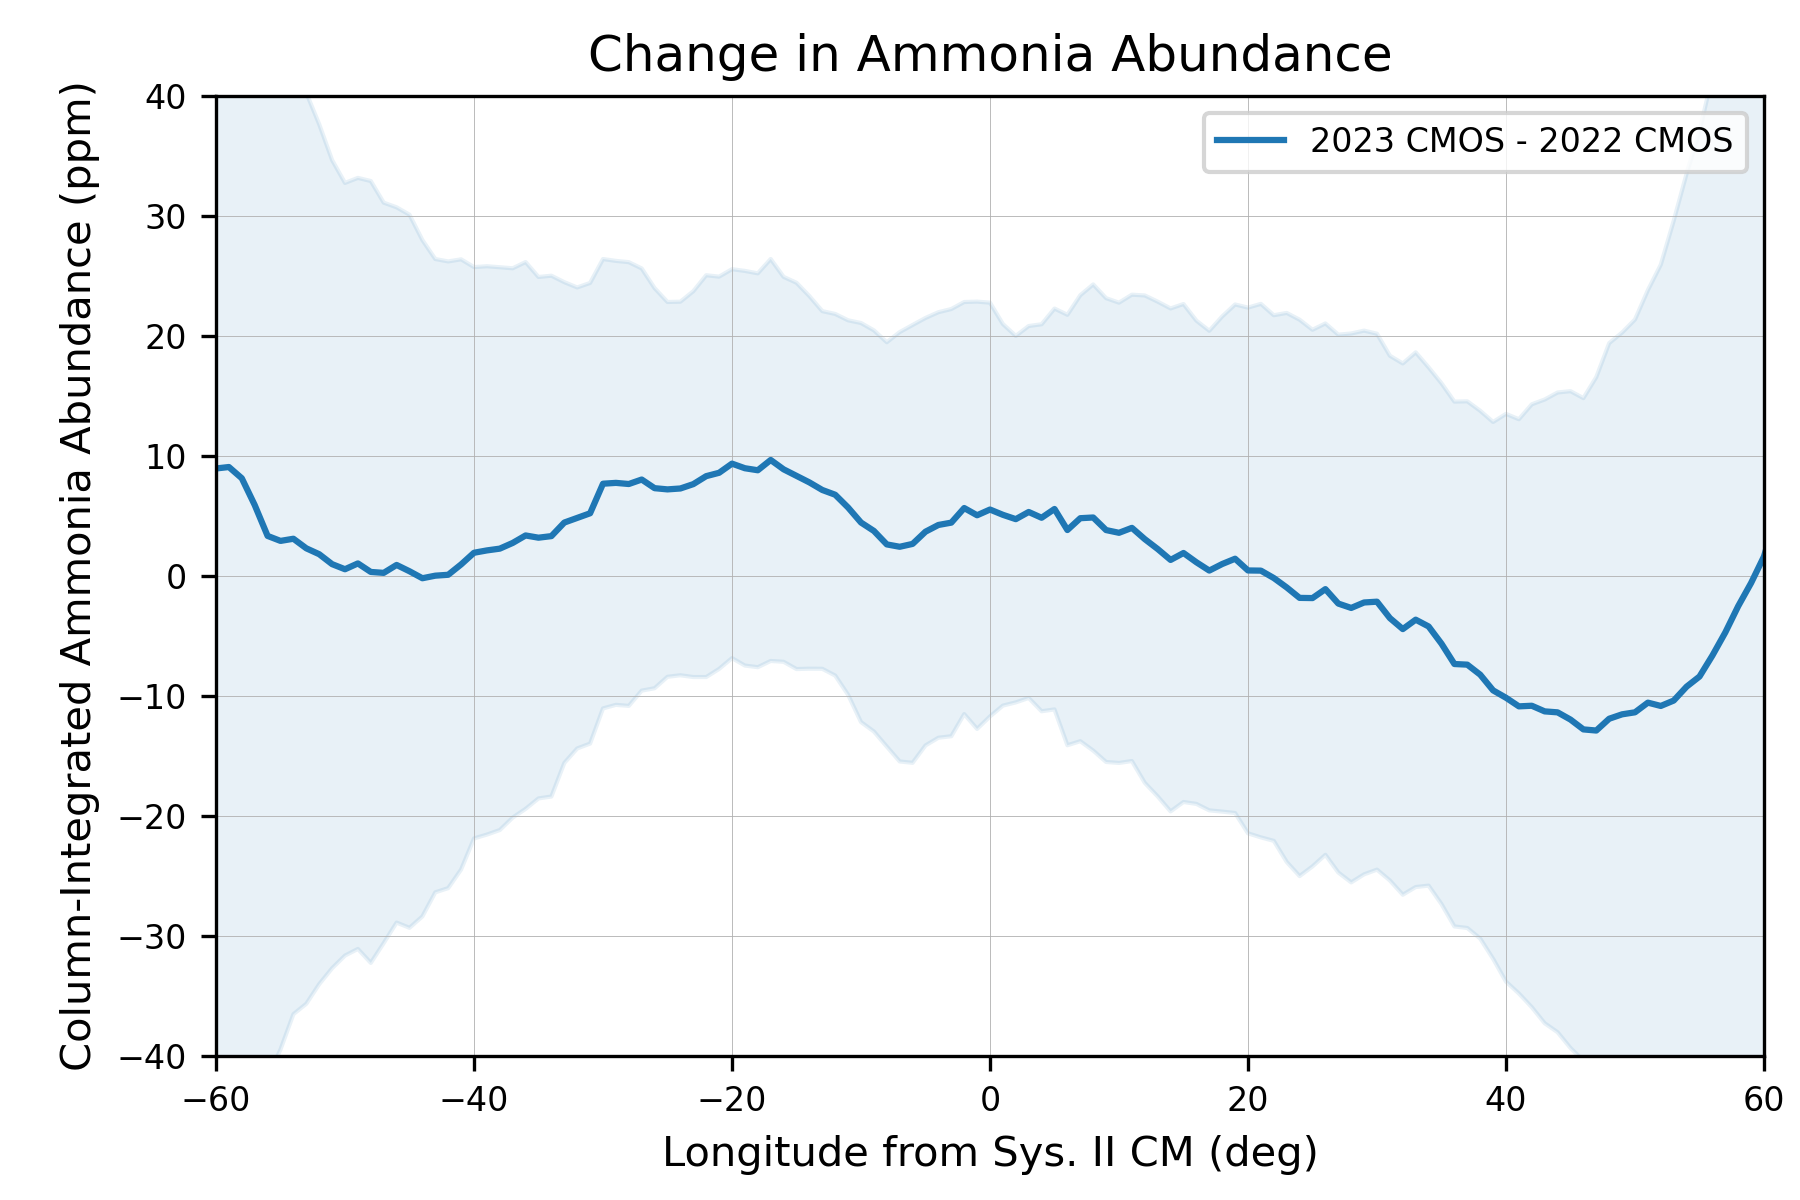 Change in Ammonia Abundance
2023 CMOS - 2022 CMOS
Column-Integrated Ammonia Abundance (ppm)
40
30
20
10
0
−10
−20
−30
−40
−60 −40 −20 0 20 40 60
Longitude from Sys. II CM (deg)